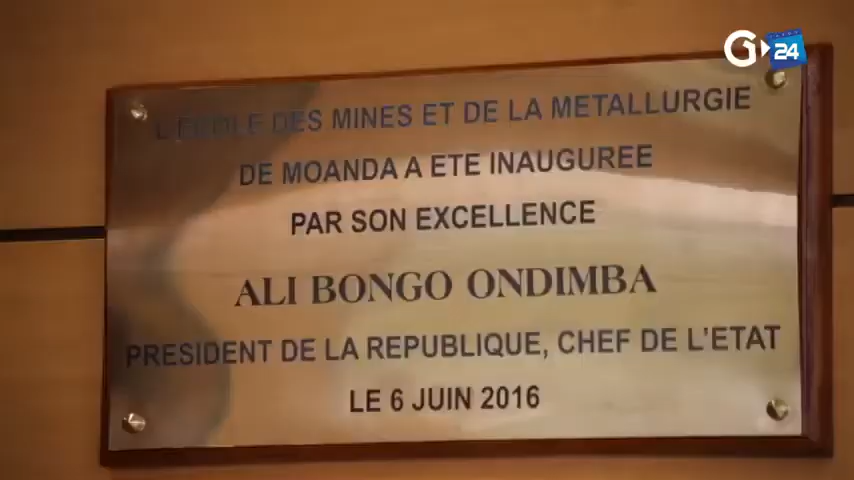 G 24
L'ECOLE DES MINES ET DE LA METALLURGIE
DE MOANDA A ETE INAUGUREE
PAR SON EXCELLENCE
ALI BONGO ONDIMBA
PRESIDENT DE LA REPUBLIQUE, CHEF DE L'ETAT
LE 6 JUIN 2016